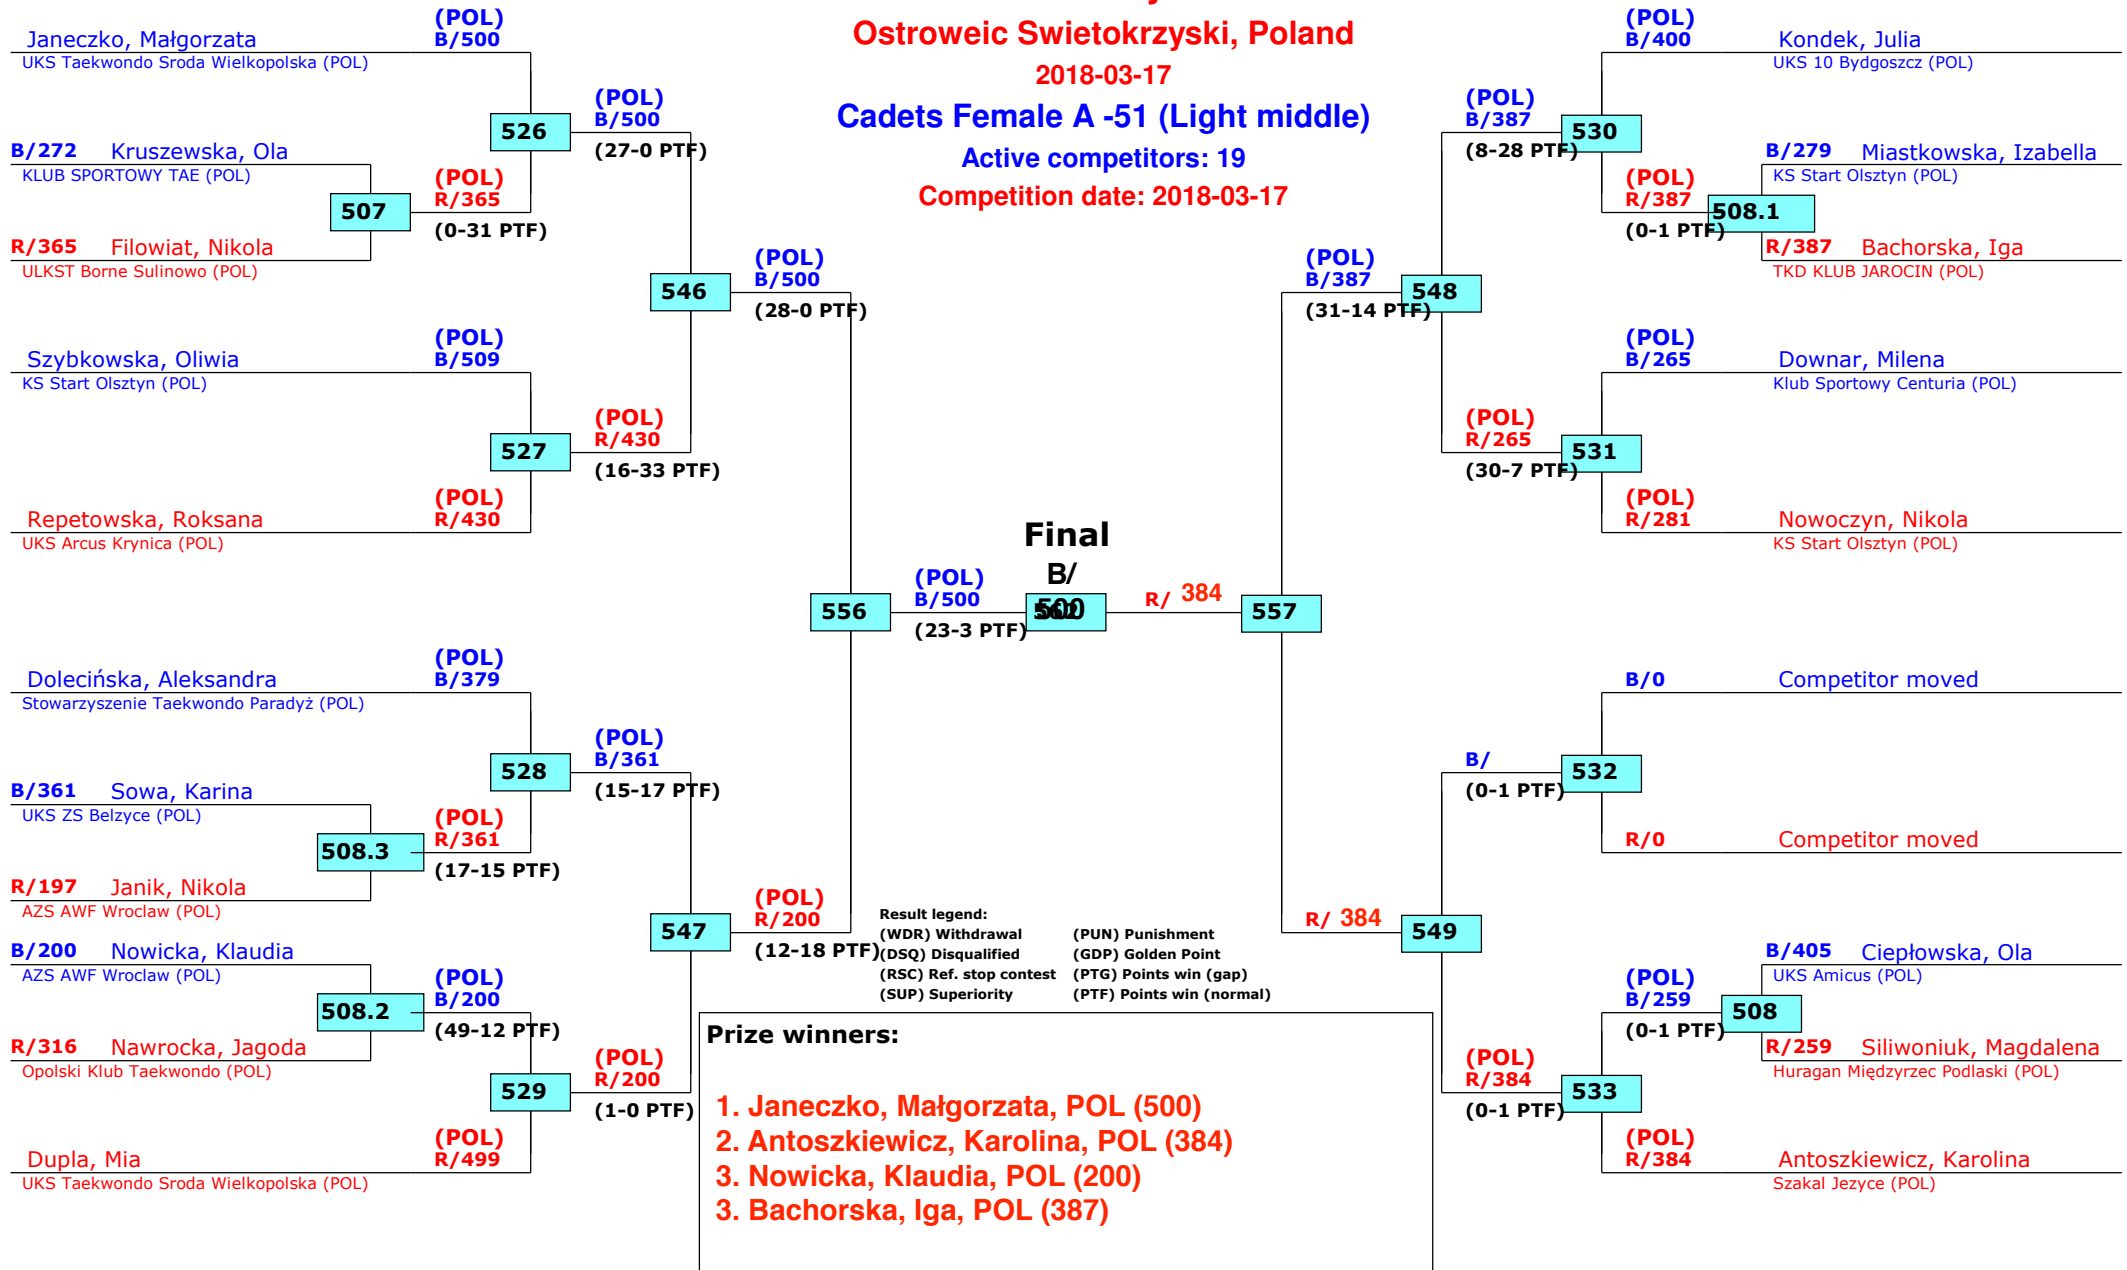 Ostroweic Swietokrzyski, Poland
2018-03-17
Cadets Female A -51 (Light middle)
Active competitors: 19
Competition date: 2018-03-17
Janeczko, Małgorzata
UKS Taekwondo Sroda Wielkopolska (POL)
(POL)
B/500
B/272 Kruszewska, Ola
KLUB SPORTOWY TAE (POL)
507
R/365 Filowiat, Nikola
ULKST Borne Sulinowo (POL)
(POL)
R/365
(0-31 PTF)
526
(POL)
B/500
(27-0 PTF)
Szybkowska, Oliwia
KS Start Olsztyn (POL)
(POL)
B/509
527
Repetowska, Roksana
UKS Arcus Krynica (POL)
(POL)
R/430
(POL)
R/430
(16-33 PTF)
546
(POL)
B/500
(28-0 PTF)
Dolecińska, Aleksandra
Stowarzyszenie Taekwondo Paradyż (POL)
(POL)
B/379
B/361 Sowa, Karina
UKS ZS Belzyce (POL)
508.3
R/197 Janik, Nikola
AZS AWF Wroclaw (POL)
(POL)
R/361
(17-15 PTF)
528
(POL)
B/361
(15-17 PTF)
B/200 Nowicka, Klaudia
AZS AWF Wroclaw (POL)
508.2
R/316 Nawrocka, Jagoda
Opolski Klub Taekwondo (POL)
(POL)
B/200
(49-12 PTF)
529
Dupla, Mia
UKS Taekwondo Sroda Wielkopolska (POL)
(POL)
R/499
(POL)
R/200
(1-0 PTF)
547
(POL)
R/200
(12-18 PTF)
556
(POL)
B/500
(23-3 PTF)
Final
B/
500
R/ 384
557
(POL)
B/387
(31-14 PTF)
548
(POL)
B/387
(8-28 PTF)
530
(POL)
B/400
Kondek, Julia
UKS 10 Bydgoszcz (POL)
(POL)
R/387
(0-1 PTF)
508.1
B/279 Miastkowska, Izabella
KS Start Olsztyn (POL)
R/387 Bachorska, Iga
TKD KLUB JAROCIN (POL)
(POL)
R/265
(30-7 PTF)
531
(POL)
B/265
Downar, Milena
Klub Sportowy Centuria (POL)
(POL)
R/281
Nowoczyn, Nikola
KS Start Olsztyn (POL)
R/ 384
549
B/
(0-1 PTF)
532
B/0 Competitor moved
R/0 Competitor moved
(POL)
R/384
(0-1 PTF)
533
(POL)
B/259
(0-1 PTF)
508
B/405 Ciepłowska, Ola
UKS Amicus (POL)
R/259 Siliwoniuk, Magdalena
Huragan Międzyrzec Podlaski (POL)
(POL)
R/384
Antoszkiewicz, Karolina
Szakal Jezyce (POL)
Result legend:
(WDR) Withdrawal (PUN) Punishment
(DSQ) Disqualified (GDP) Golden Point
(RSC) Ref. stop contest (PTG) Points win (gap)
(SUP) Superiority (PTF) Points win (normal)
Prize winners:
1. Janeczko, Małgorzata, POL (500)
2. Antoszkiewicz, Karolina, POL (384)
3. Nowicka, Klaudia, POL (200)
3. Bachorska, Iga, POL (387)